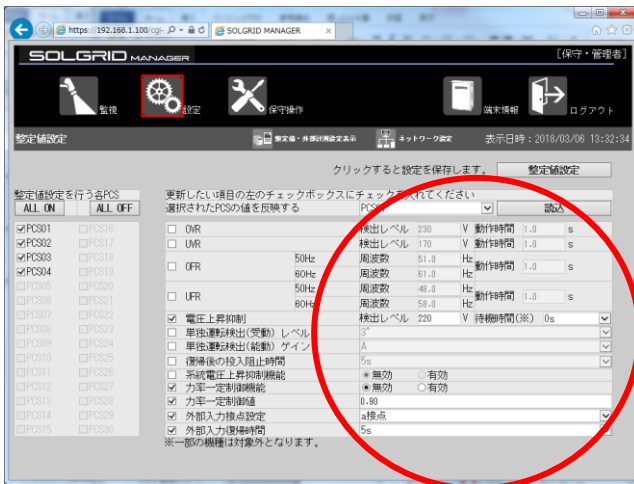 https://192.168.1.100/cgi- SOLGRID MANAGER ×
SOLGRID MANAGER [保守・管理者]
監視 設定 保守操作 端末情報 ログアウト
整定値設定 整定値・外部計測設定表示 ネットワーク設定 表示日時:2018/03/06 13:32:34
クリックすると設定を保存します。 整定値設定
整定値設定を行う各PCS 更新したい項目の左のチェックボックスにチェックを入れてください
ALL ON ALL OFF 選択されたPCSの値を反映する 読込
PCS01 PCS16 OVR 検出レベル 230 V 動作時間 1.0 s
PCS02 PCS17 UVR 検出レベル 170 V 動作時間 1.0 s
PCS03 PCS18 OFR 50Hz 周波数 51.0 Hz 動作時間 1.0 s
PCS04 PCS19 60Hz 周波数 61.0 Hz
PCS05 PCS20 UFR 50Hz 周波数 48.0 Hz 動作時間 1.0 s
PCS06 PCS21 60Hz 周波数 58.0 Hz
PCS07 PCS22 電圧上昇抑制 検出レベル 220 V 待機時間(※) 0s
PCS08 PCS23 単独運転検出(受動) レベル 3°
PCS09 PCS24 単独運転検出(能動) ゲイン A
PCS10 PCS25 復帰後の投入阻止時間 5s
PCS11 PCS26 系統電圧上昇抑制機能 無効 有効
PCS12 PCS27 力率一定制御機能 無効 有効
PCS13 PCS28 力率一定制御値 0.80
PCS14 PCS29 外部入力接点設定 a接点
PCS15 PCS30 外部入力復帰時間 5s
※一部の機種は対象外となります。